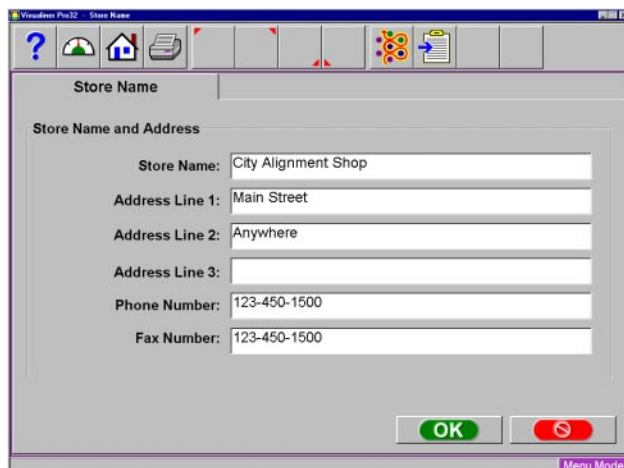 Visualiner Pro32 - Store Name
?
Store Name
Store Name and Address
Store Name: City Alignment Shop
Address Line 1: Main Street
Address Line 2: Anywhere
Address Line 3:
Phone Number: 123-450-1500
Fax Number: 123-450-1500
OK
Menu Mode